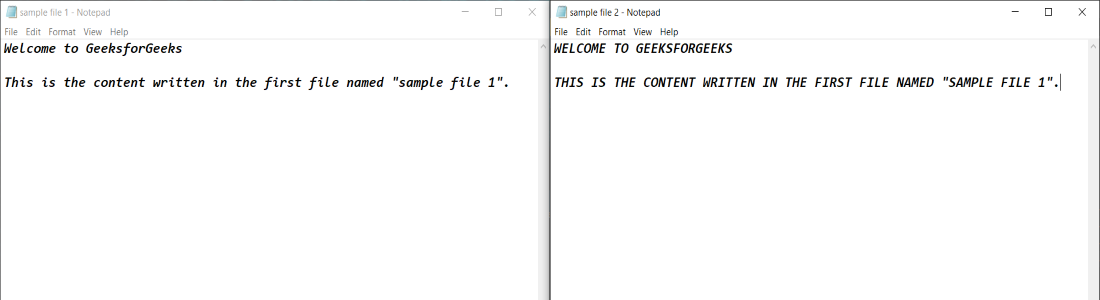 sample file 1 - Notepad
File Edit Format View Help
Welcome to GeeksforGeeks
This is the content written in the first file named "sample file 1".
sample file 2 - Notepad
File Edit Format View Help
WELCOME TO GEEKSFORGEEKS
THIS IS THE CONTENT WRITTEN IN THE FIRST FILE NAMED "SAMPLE FILE 1".